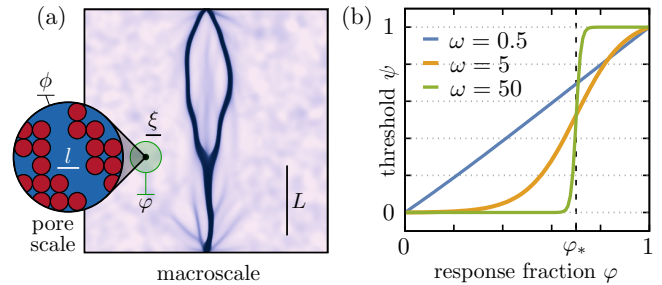 (a)
ϕ
l
ξ
φ
L
pore
scale
macroscale
(b)
threshold ψ
1
0
ω = 0.5
ω = 5
ω = 50
0
φ*
1
response fraction φ